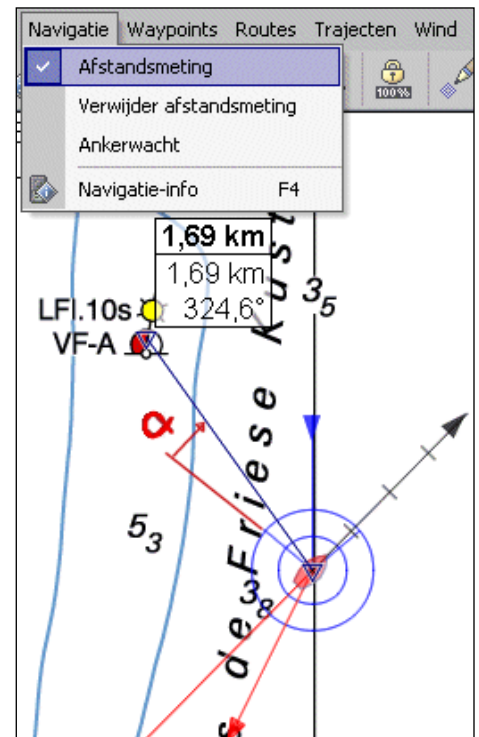 Navigatie Waypoints Routes Trajecten Wind
Afstandsmeting
100%
Verwijder afstandsmeting
Ankerwacht
Navigatie-info F4
1,69 km
1,69 km
324,6°
LFl.10s
VF-A
3₅
α
5₃
3₈
s de Friese Kust